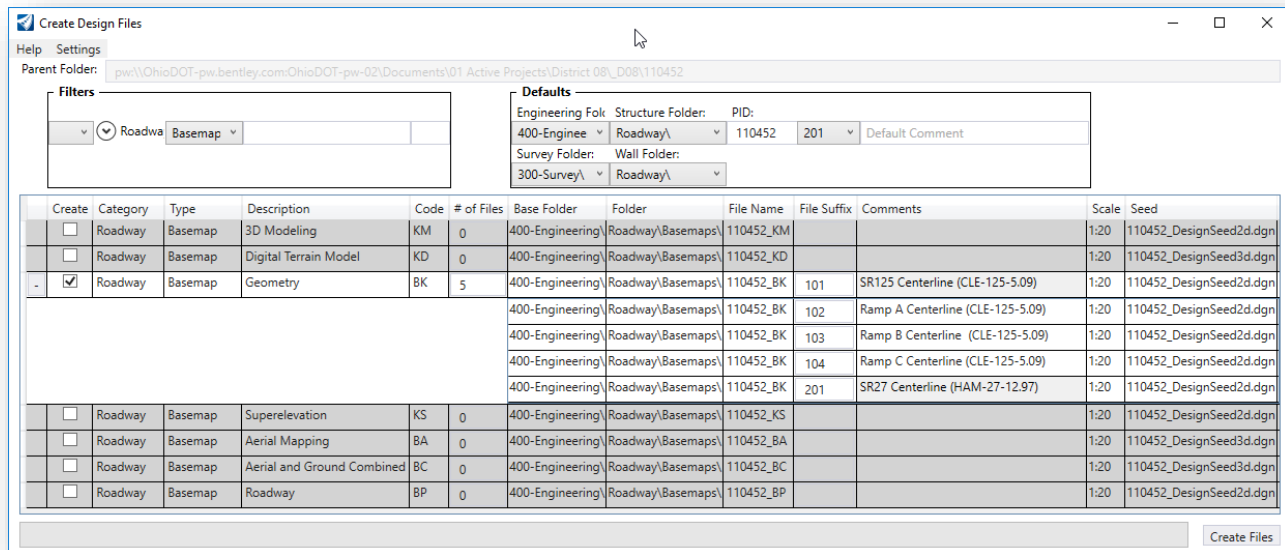 Create Design Files
Help Settings
Parent Folder: pw:\\OhioDOT-pw.bentley.com:OhioDOT-pw-02\Documents\01 Active Projects\District 08\_D08\110452
Filters
Roadwa Basemap
Defaults
Engineering Folc Structure Folder: PID:
400-Enginee Roadway\ 110452 201 Default Comment
Survey Folder: Wall Folder:
300-Survey\ Roadway\
Create Category Type Description Code # of Files Base Folder Folder File Name File Suffix Comments Scale Seed
Roadway Basemap 3D Modeling KM 0 400-Engineering\ Roadway\Basemaps\ 110452_KM 1:20 110452_DesignSeed2d.dgn
Roadway Basemap Digital Terrain Model KD 0 400-Engineering\ Roadway\Basemaps\ 110452_KD 1:20 110452_DesignSeed3d.dgn
- Roadway Basemap Geometry BK 5 400-Engineering\ Roadway\Basemaps\ 110452_BK 101 SR125 Centerline (CLE-125-5.09) 1:20 110452_DesignSeed2d.dgn
400-Engineering\ Roadway\Basemaps\ 110452_BK 102 Ramp A Centerline (CLE-125-5.09) 1:20 110452_DesignSeed2d.dgn
400-Engineering\ Roadway\Basemaps\ 110452_BK 103 Ramp B Centerline (CLE-125-5.09) 1:20 110452_DesignSeed2d.dgn
400-Engineering\ Roadway\Basemaps\ 110452_BK 104 Ramp C Centerline (CLE-125-5.09) 1:20 110452_DesignSeed2d.dgn
400-Engineering\ Roadway\Basemaps\ 110452_BK 201 SR27 Centerline (HAM-27-12.97) 1:20 110452_DesignSeed2d.dgn
Roadway Basemap Superelevation KS 0 400-Engineering\ Roadway\Basemaps\ 110452_KS 1:20 110452_DesignSeed2d.dgn
Roadway Basemap Aerial Mapping BA 0 400-Engineering\ Roadway\Basemaps\ 110452_BA 1:20 110452_DesignSeed3d.dgn
Roadway Basemap Aerial and Ground Combined BC 0 400-Engineering\ Roadway\Basemaps\ 110452_BC 1:20 110452_DesignSeed3d.dgn
Roadway Basemap Roadway BP 0 400-Engineering\ Roadway\Basemaps\ 110452_BP 1:20 110452_DesignSeed2d.dgn
Create Files